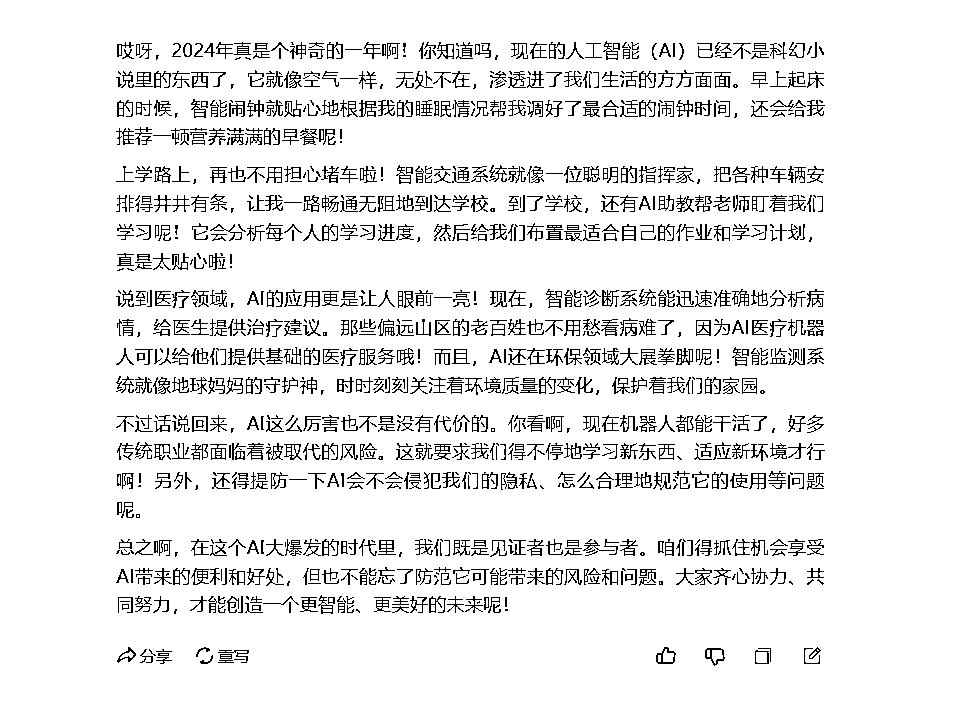 哎呀，2024年真是个神奇的一年啊！你知道吗，现在的人工智能（AI）已经不是科幻小
说里的东西了，它就像空气一样，无处不在，渗透进了我们生活的方方面面。早上起床
的时候，智能闹钟就贴心地根据我的睡眠情况帮我调好了最合适的闹钟时间，还会给我
推荐一顿营养满满的早餐呢！
上学路上，再也不用担心堵车啦！智能交通系统就像一位聪明的指挥家，把各种车辆安
排得井井有条，让我一路畅通无阻地到达学校。到了学校，还有AI助教帮老师盯着我们
学习呢！它会分析每个人的学习进度，然后给我们布置最适合自己的作业和学习计划，
真是太贴心啦！
说到医疗领域，AI的应用更是让人眼前一亮！现在，智能诊断系统能迅速准确地分析病
情，给医生提供治疗建议。那些偏远山区的老百姓也不用愁看病难了，因为AI医疗机器
人可以给他们提供基础的医疗服务哦！而且，AI还在环保领域大展拳脚呢！智能监测系
统就像地球妈妈的守护神，时时刻刻关注着环境质量的变化，保护着我们的家园。
不过话说回来，AI这么厉害也不是没有代价的。你看啊，现在机器人都能干活了，好多
传统职业都面临着被取代的风险。这就要求我们得不停地学习新东西、适应新环境才行
啊！另外，还得提防一下AI会不会侵犯我们的隐私、怎么合理地规范它的使用等问题
呢。
总之啊，在这个AI大爆发的时代里，我们既是见证者也是参与者。咱们得抓住机会享受
AI带来的便利和好处，但也不能忘了防范它可能带来的风险和问题。大家齐心协力、共
同努力，才能创造一个更智能、更美好的未来呢！
分享 重写